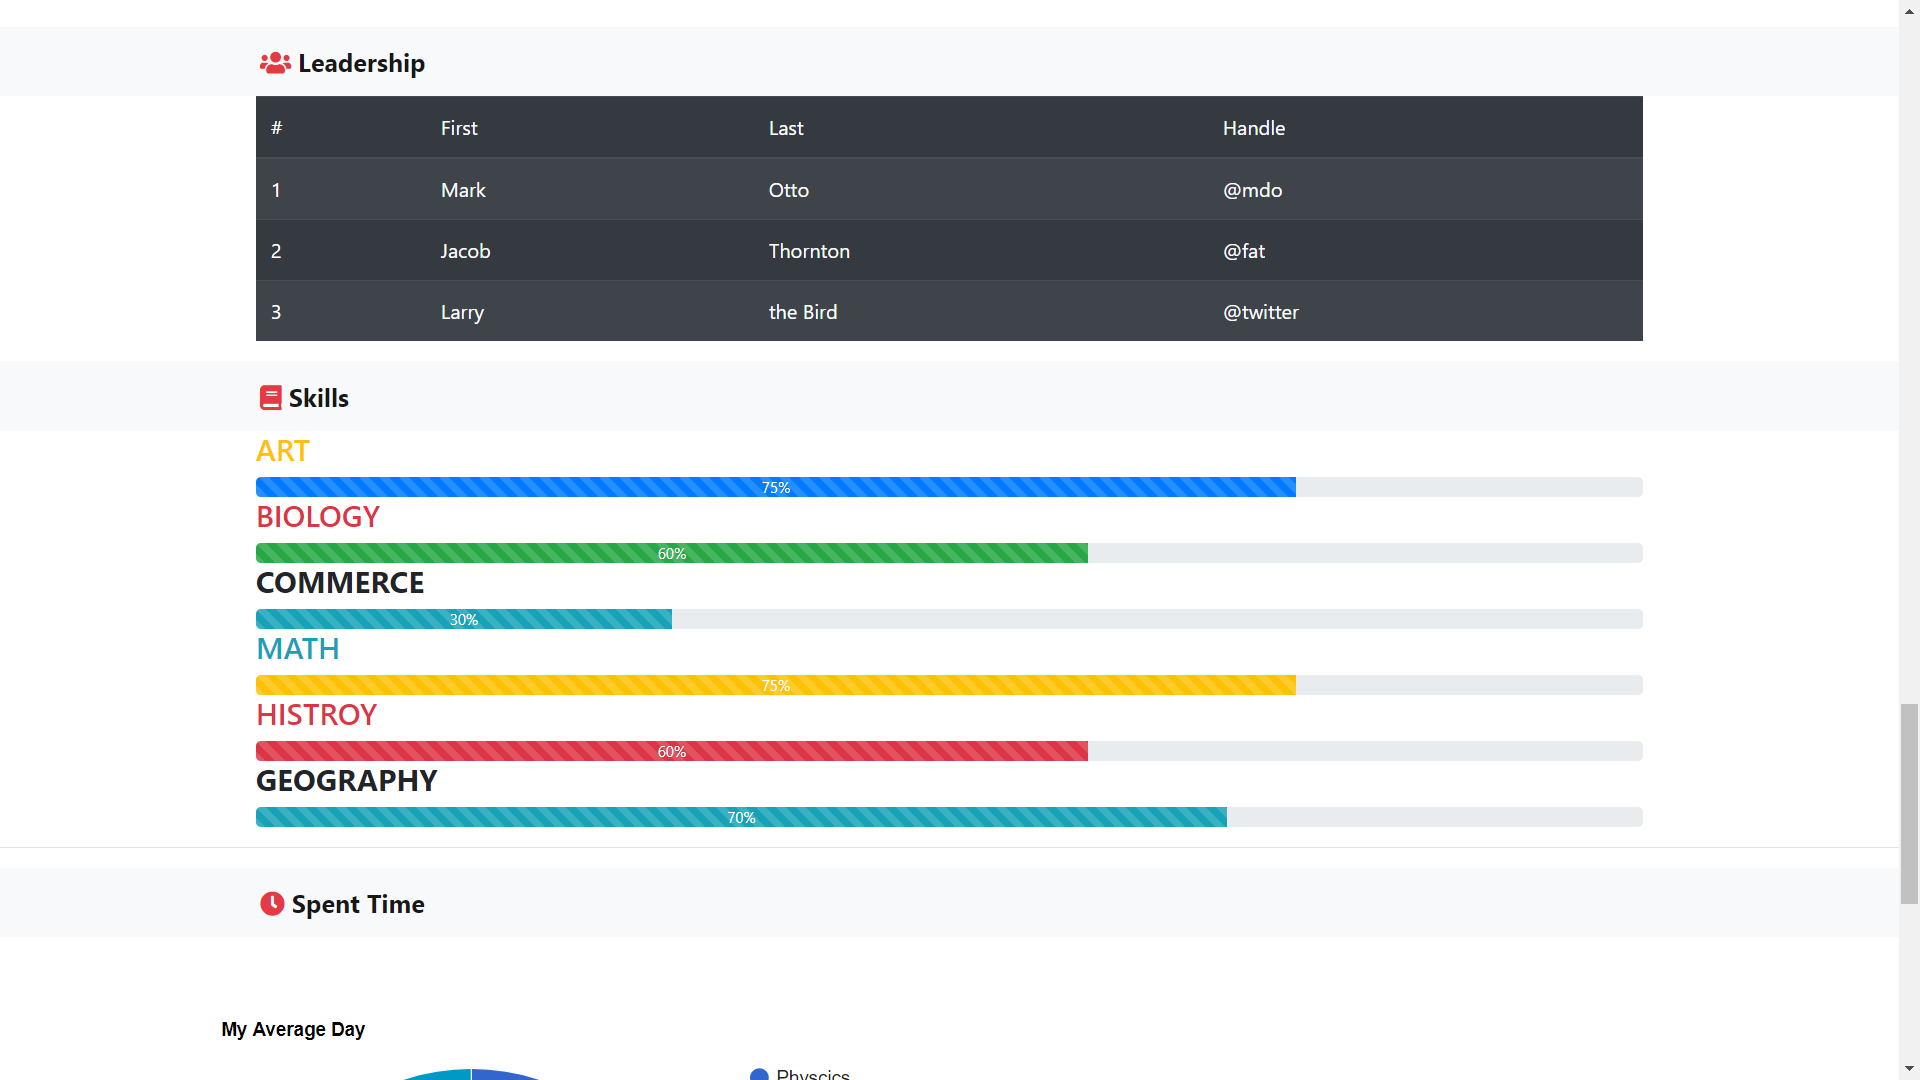 Leadership
# First Last Handle
1 Mark Otto @mdo
2 Jacob Thornton @fat
3 Larry the Bird @twitter
Skills
ART
75%
BIOLOGY
60%
COMMERCE
30%
MATH
75%
HISTROY
60%
GEOGRAPHY
70%
Spent Time
My Average Day
Physcics